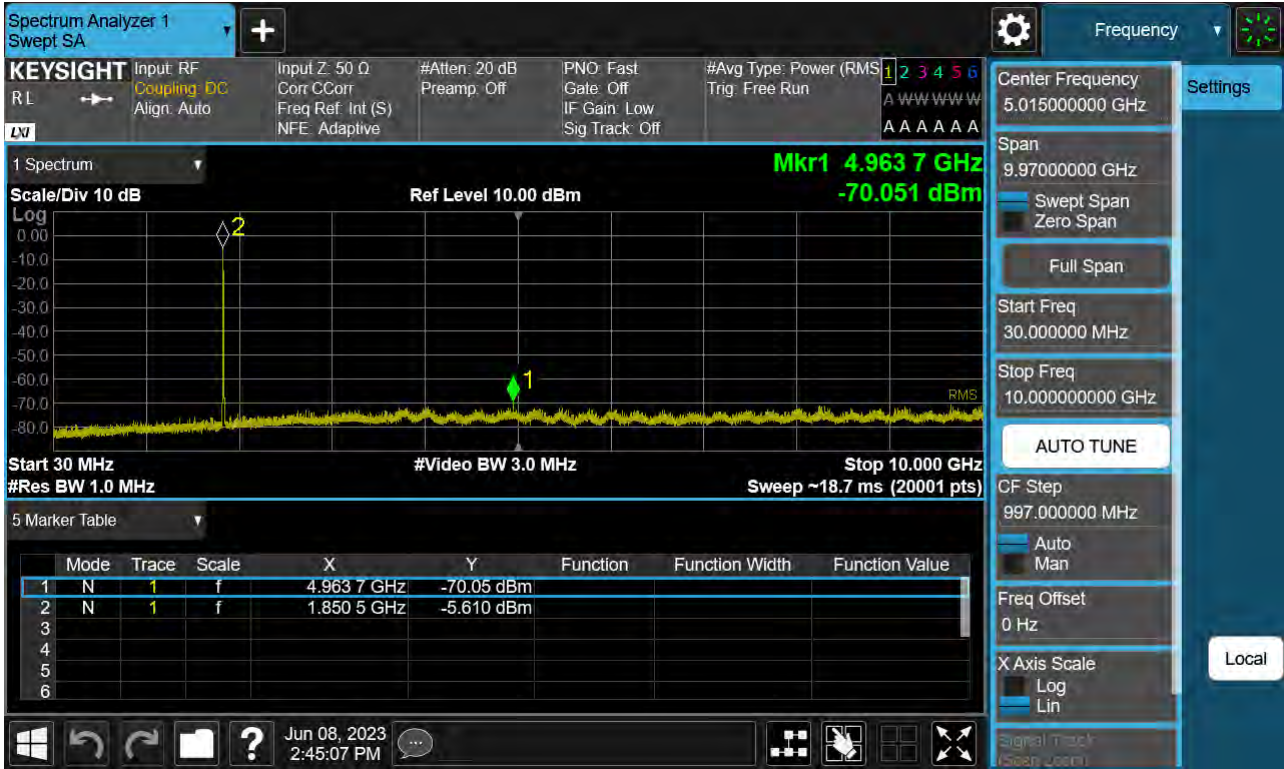 Spectrum Analyzer 1
Swept SA
+
Frequency
KEYSIGHT
RL
LXI
Input: RF
Coupling: DC
Align: Auto
Input Z: 50 Ω
Corr CCorr
Freq Ref: Int (S)
NFE: Adaptive
#Atten: 20 dB
Preamp: Off
PNO: Fast
Gate: Off
IF Gain: Low
Sig Track: Off
#Avg Type: Power (RMS
Trig: Free Run
1 2 3 4 5 6
A W W W W W
A A A A A A
1 Spectrum
Scale/Div 10 dB
Ref Level 10.00 dBm
Mkr1 4.963 7 GHz
-70.051 dBm
Log
0.00
-10.0
-20.0
-30.0
-40.0
-50.0
-60.0
-70.0
-80.0
2
1
RMS
Start 30 MHz
#Video BW 3.0 MHz
Stop 10.000 GHz
#Res BW 1.0 MHz
Sweep ~18.7 ms (20001 pts)
5 Marker Table
Mode Trace Scale X Y Function Function Width Function Value
1 N 1 f 4.963 7 GHz -70.05 dBm
2 N 1 f 1.850 5 GHz -5.610 dBm
3
4
5
6
Center Frequency
5.015000000 GHz
Span
9.97000000 GHz
Swept Span
Zero Span
Full Span
Start Freq
30.000000 MHz
Stop Freq
10.000000000 GHz
AUTO TUNE
CF Step
997.000000 MHz
Auto
Man
Freq Offset
0 Hz
X Axis Scale
Log
Lin
Signal Track
(Span Zoom)
Settings
Local
?
Jun 08, 2023
2:45:07 PM